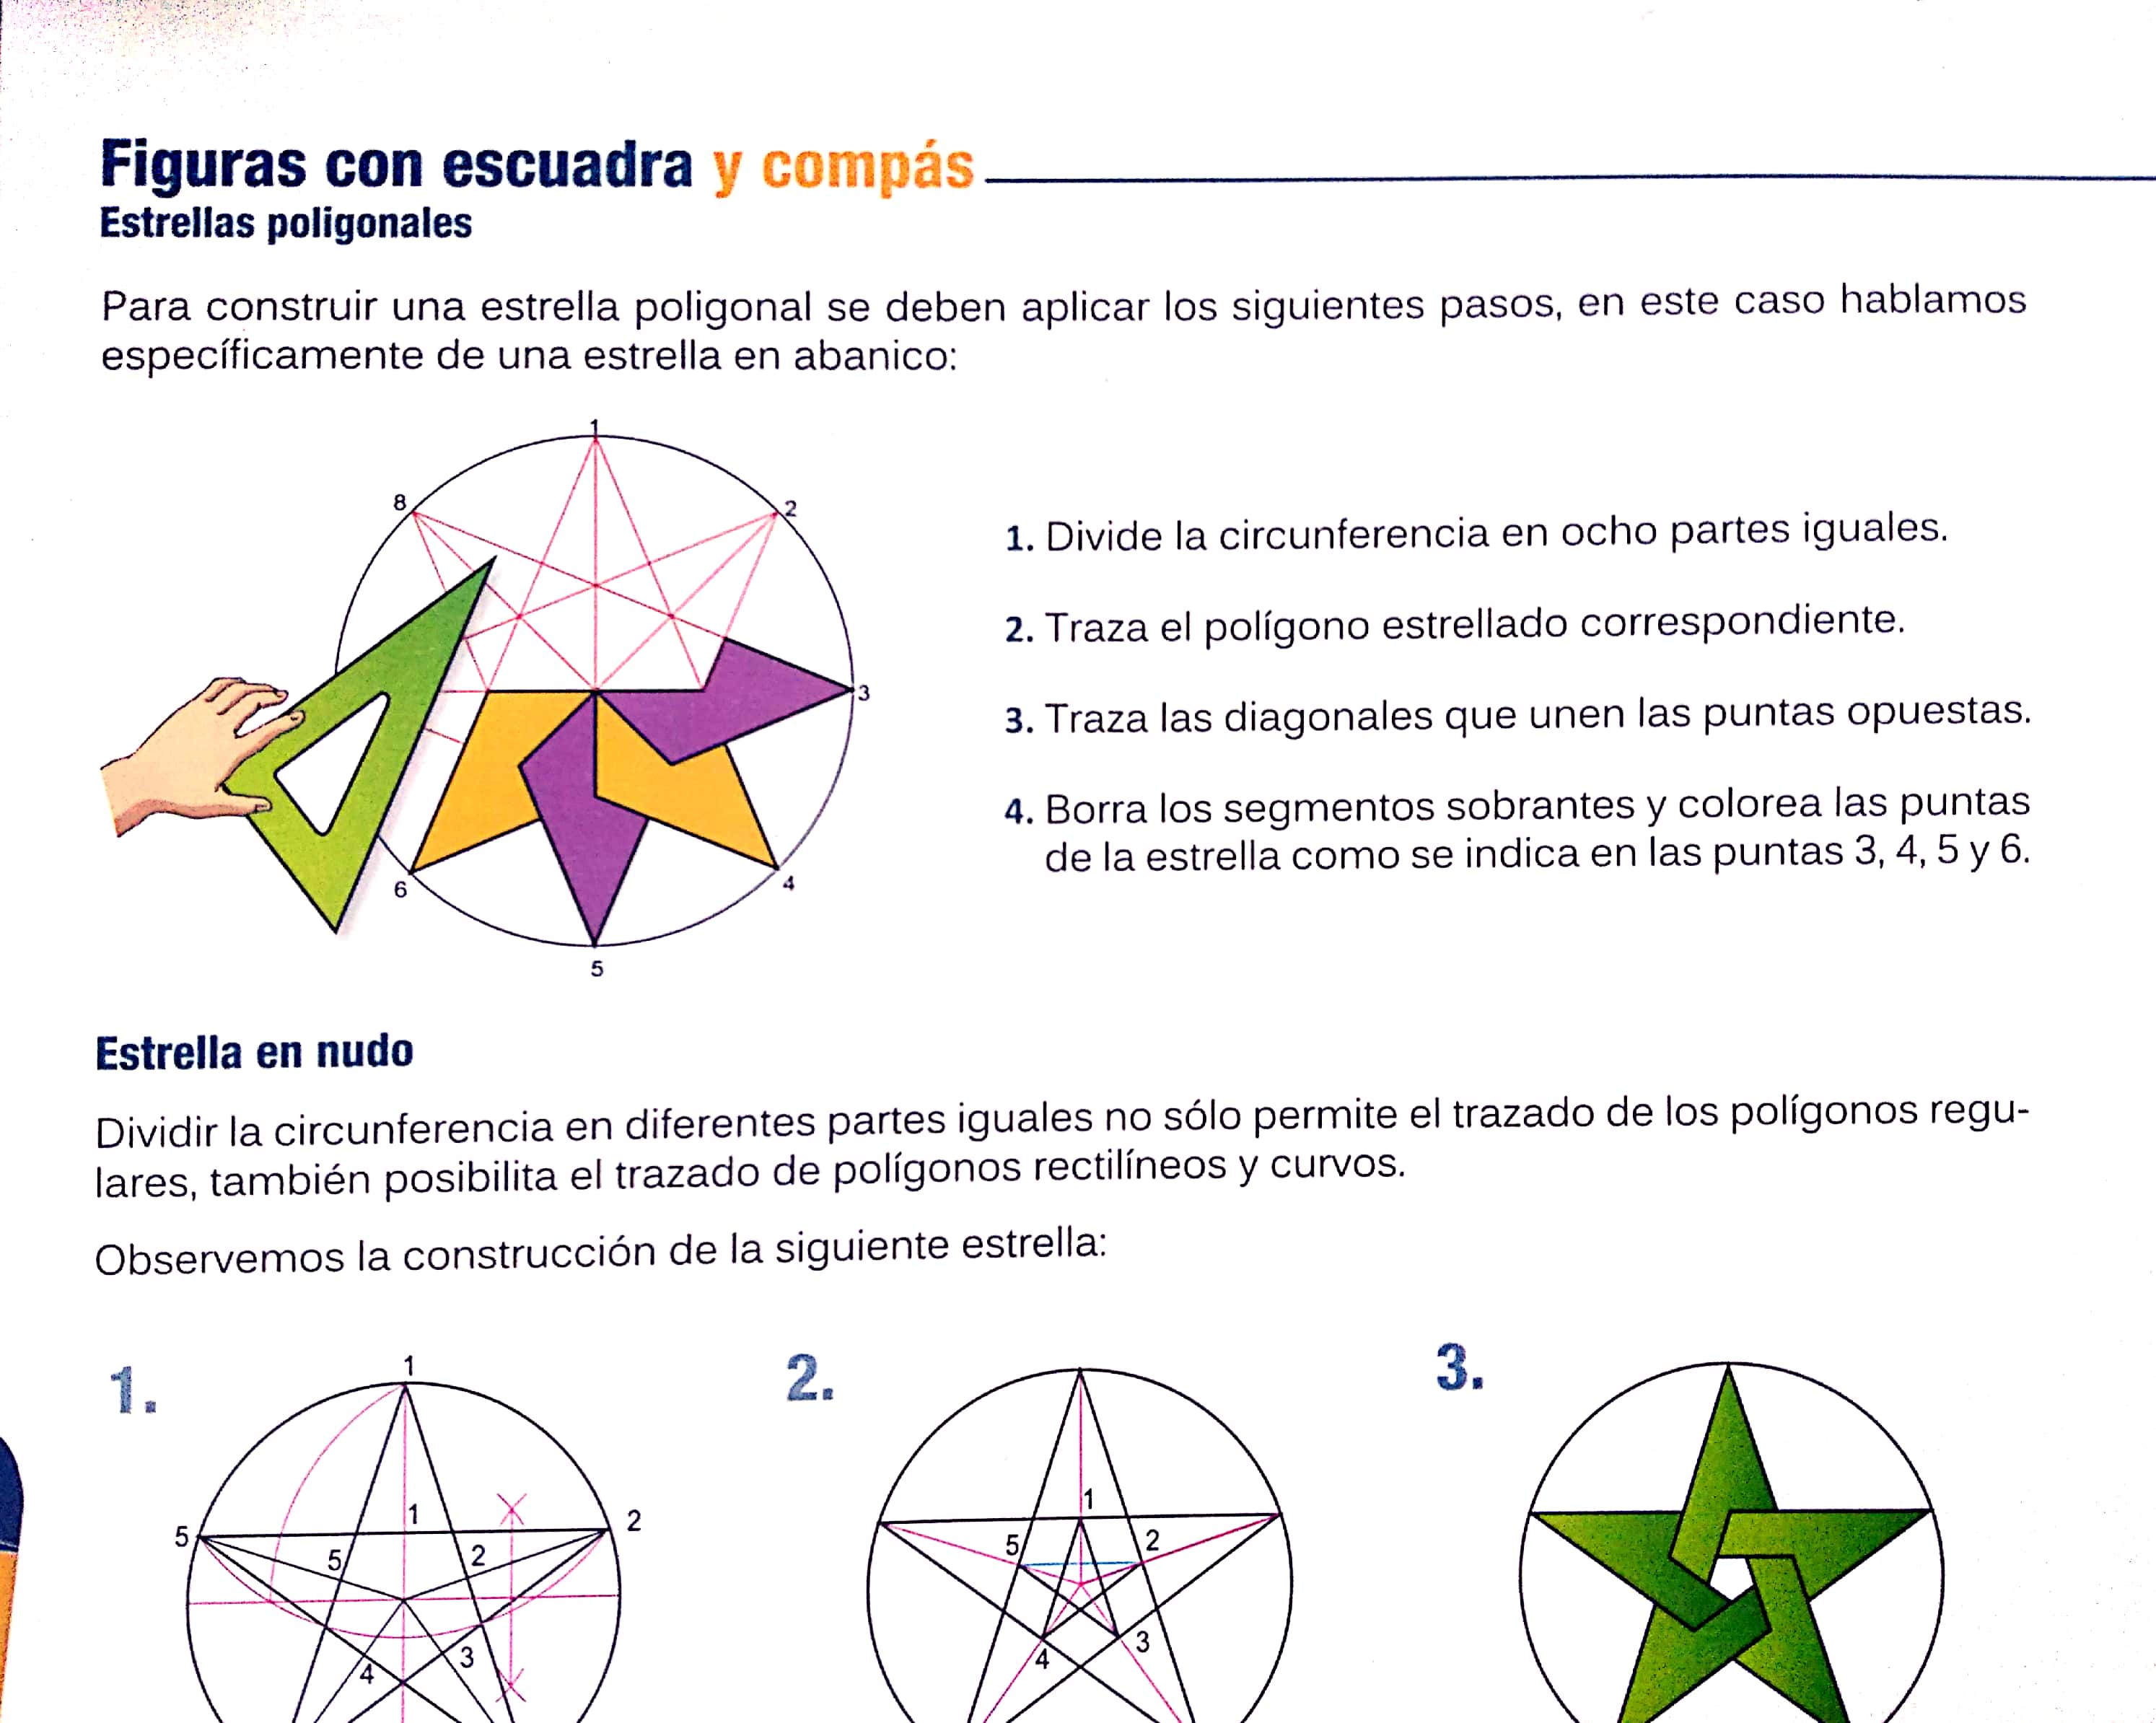 Figuras con escuadra y compás
Estrellas poligonales
Para construir una estrella poligonal se deben aplicar los siguientes pasos, en este caso hablamos
específicamente de una estrella en abanico:
1
8
2
3
6
4
5
1. Divide la circunferencia en ocho partes iguales.
2. Traza el polígono estrellado correspondiente.
3. Traza las diagonales que unen las puntas opuestas.
4. Borra los segmentos sobrantes y colorea las puntas
de la estrella como se indica en las puntas 3, 4, 5 y 6.
Estrella en nudo
Dividir la circunferencia en diferentes partes iguales no sólo permite el trazado de los polígonos regu-
lares, también posibilita el trazado de polígonos rectilíneos y curvos.
Observemos la construcción de la siguiente estrella:
1.
1
1
2
5
5
2
3
4
2.
1
5
2
3
4
3.